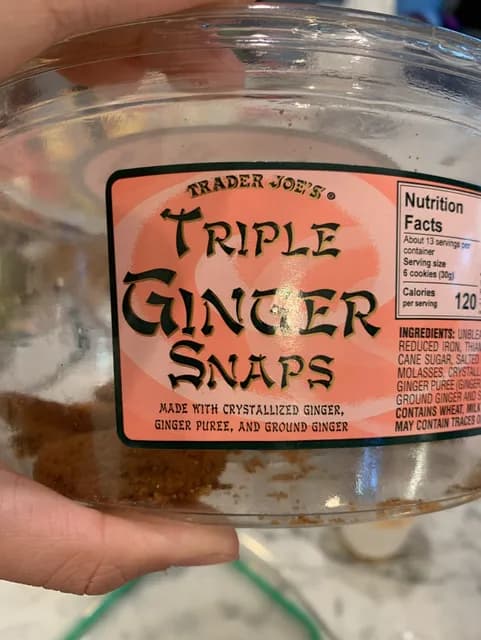 TRADER JOE'S®
TRIPLE
GINGER
SNAPS
MADE WITH CRYSTALLIZED GINGER,
GINGER PUREE, AND GROUND GINGER
Nutrition
Facts
About 13 servings per
container
Serving size
6 cookies (30g)
Calories
per serving 120
INGREDIENTS:
REDUCED IRON,
CANE SUGAR, SALTED
MOLASSES,
GINGER PUREE (GINGER
GROUND GINGER AND
CONTAINS WHEAT, MILK
MAY CONTAIN TRACES